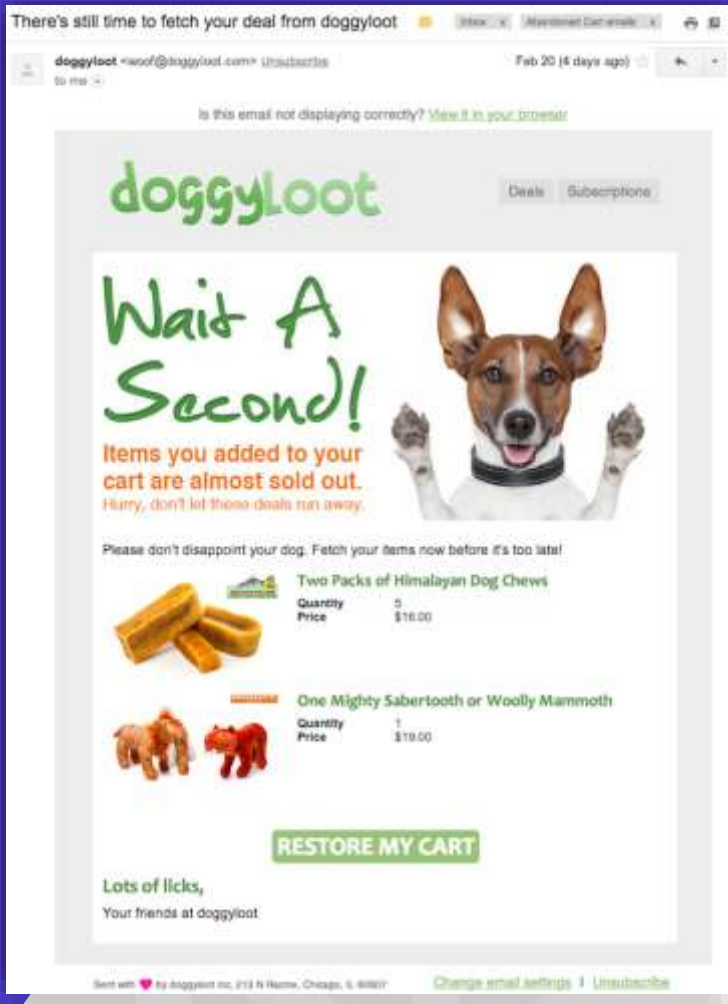 There's still time to fetch your deal from doggyloot
Inbox x Abandoned Cart emails x
doggyloot <woof@doggyloot.com> Unsubscribe
Feb 20 (4 days ago)
to me
Is this email not displaying correctly? View it in your browser
doggyloot
Deals Subscriptions
Wait A
Second!
Items you added to your
cart are almost sold out.
Hurry, don't let these deals run away.
Please don't disappoint your dog. Fetch your items now before it's too late!
Two Packs of Himalayan Dog Chews
Quantity 5
Price $16.00
One Mighty Sabertooth or Woolly Mammoth
Quantity 1
Price $19.00
RESTORE MY CART
Lots of licks,
Your friends at doggyloot
Sent with ❤ by doggyloot inc, 213 N Racine, Chicago, IL 60607
Change email settings | Unsubscribe